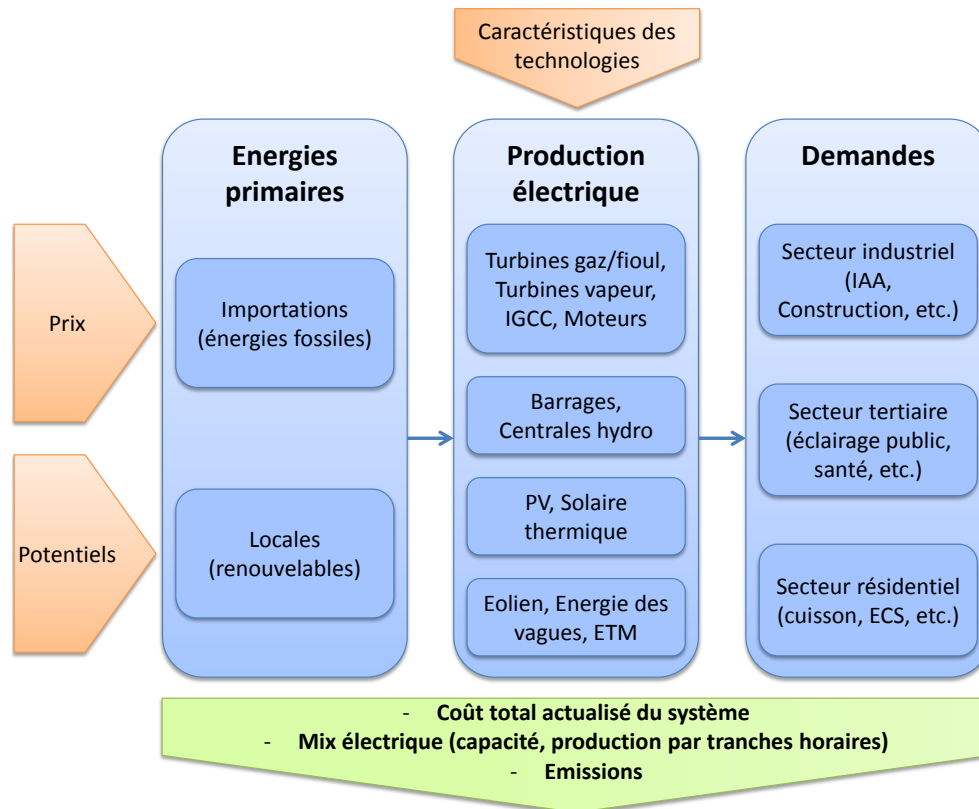 Caractéristiques des
technologies
Energies
primaires
Production
électrique
Demandes
Prix
Potentiels
Importations
(énergies fossiles)
Locales
(renouvelables)
Turbines gaz/fioul,
Turbines vapeur,
IGCC, Moteurs
Barrages,
Centrales hydro
PV, Solaire
thermique
Eolien, Energie des
vagues, ETM
Secteur industriel
(IAA,
Construction, etc.)
Secteur tertiaire
(éclairage public,
santé, etc.)
Secteur résidentiel
(cuisson, ECS, etc.)
- Coût total actualisé du système
- Mix électrique (capacité, production par tranches horaires)
- Emissions